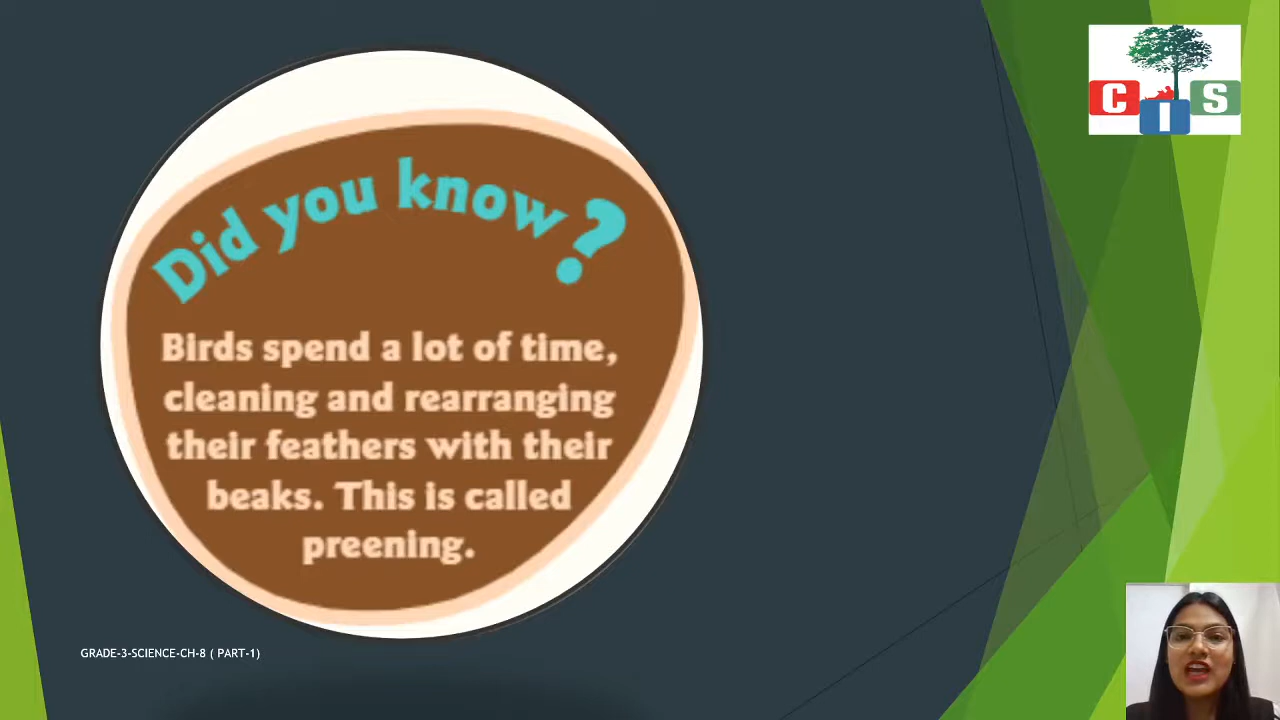 Did you know?
Birds spend a lot of time,
cleaning and rearranging
their feathers with their
beaks. This is called
preening.
GRADE-3-SCIENCE-CH-8 ( PART-1)
C I S